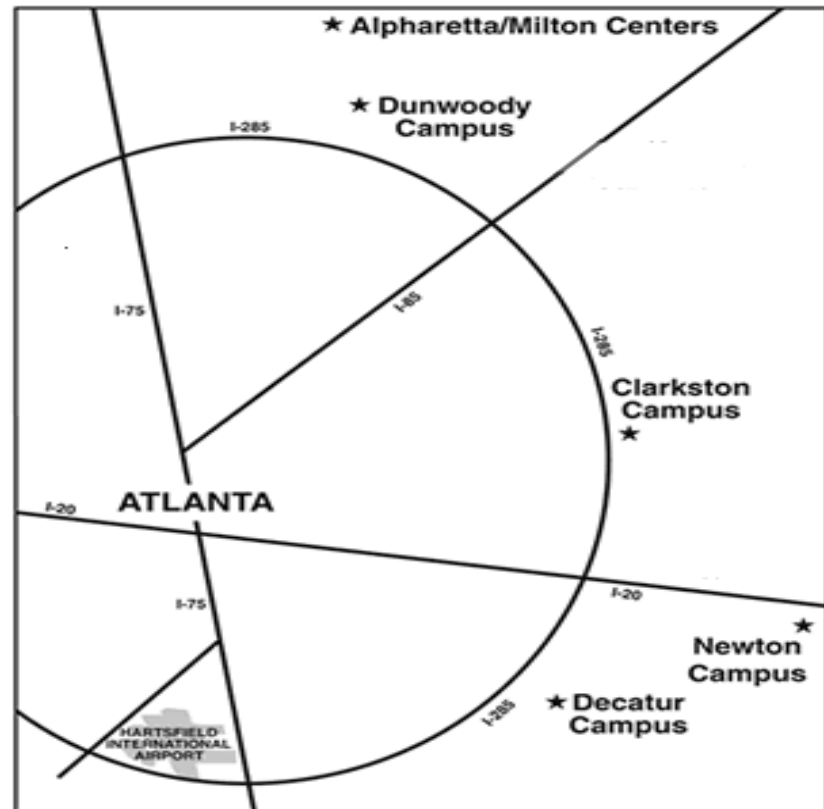 Alpharetta/Milton Centers
Dunwoody
Campus
I-285
I-75
I-85
I-285
Clarkston
Campus
ATLANTA
I-20
I-20
I-75
Newton
Campus
Decatur
Campus
I-285
HARTSFIELD
INTERNATIONAL
AIRPORT